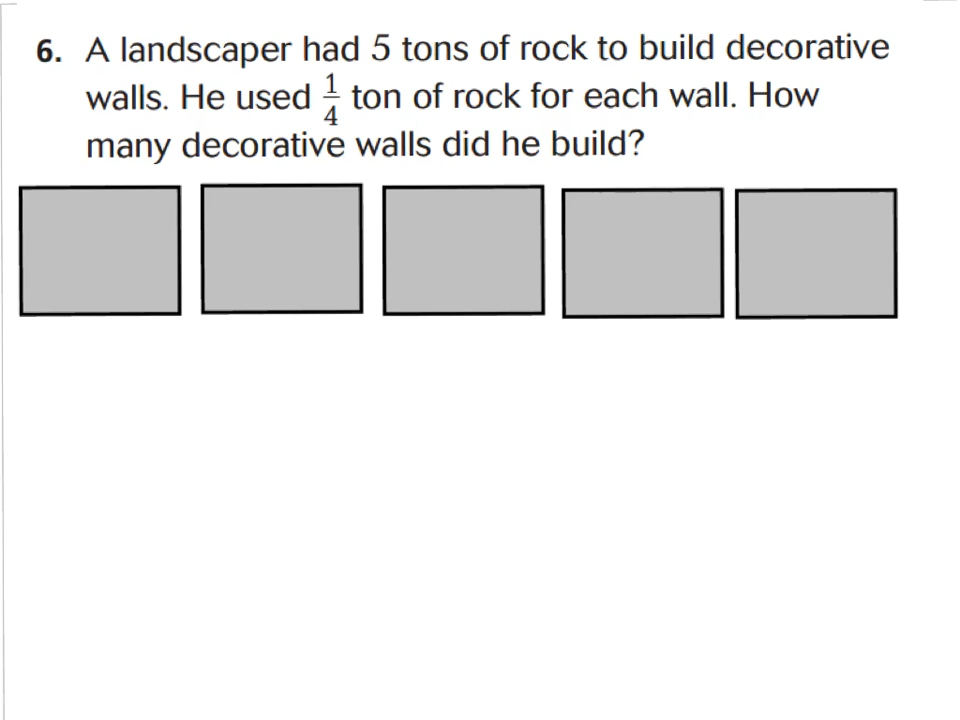 6. A landscaper had 5 tons of rock to build decorative
walls. He used 1/4 ton of rock for each wall. How
many decorative walls did he build?